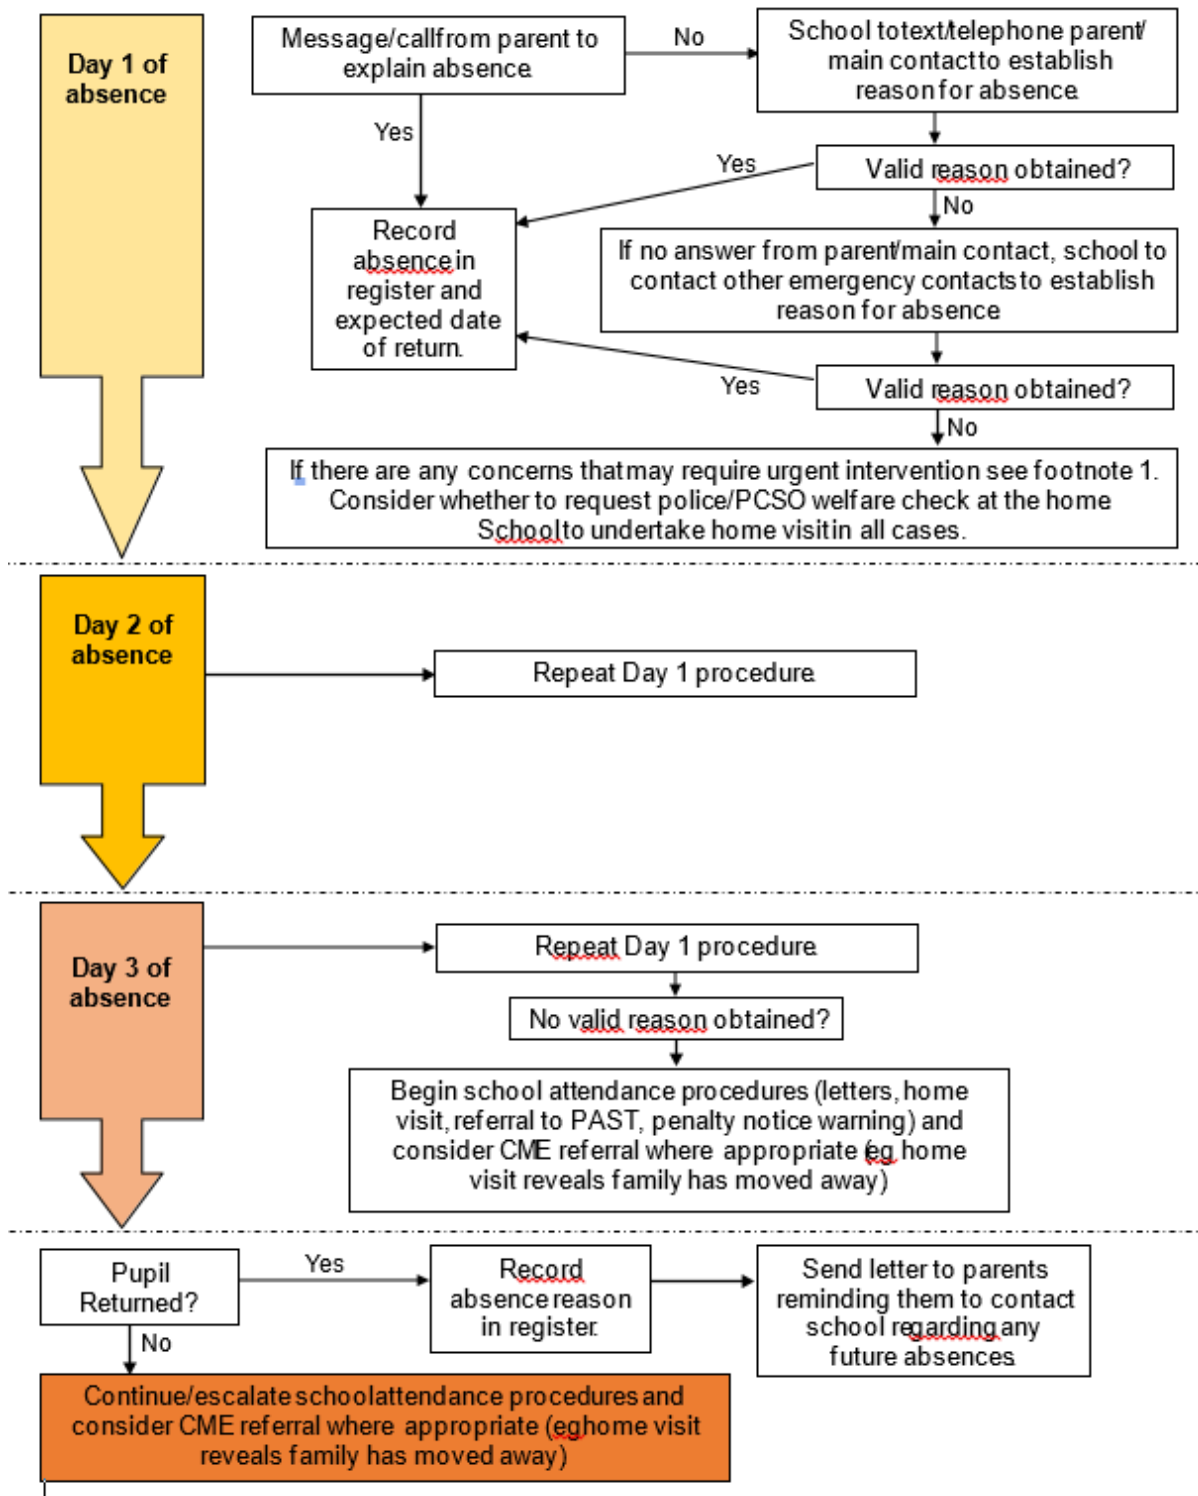 Day 1 of
absence
Message/call from parent to
explain absence.
No
School to text/telephone parent/
main contact to establish
reason for absence.
Yes
Yes
Valid reason obtained?
No
Record
absence in
register and
expected date
of return.
If no answer from parent/main contact, school to
contact other emergency contacts to establish
reason for absence.
Yes
Valid reason obtained?
No
If there are any concerns that may require urgent intervention see footnote 1.
Consider whether to request police/PCSO welfare check at the home.
School to undertake home visit in all cases.
Day 2 of
absence
Repeat Day 1 procedure.
Day 3 of
absence
Repeat Day 1 procedure.
No valid reason obtained?
Begin school attendance procedures (letters, home
visit, referral to PAST, penalty notice warning) and
consider CME referral where appropriate (eg home
visit reveals family has moved away)
Pupil
Returned?
Yes
Record
absence reason
in register.
Send letter to parents
reminding them to contact
school regarding any
future absences.
No
Continue/escalate school attendance procedures and
consider CME referral where appropriate (eg home visit
reveals family has moved away)